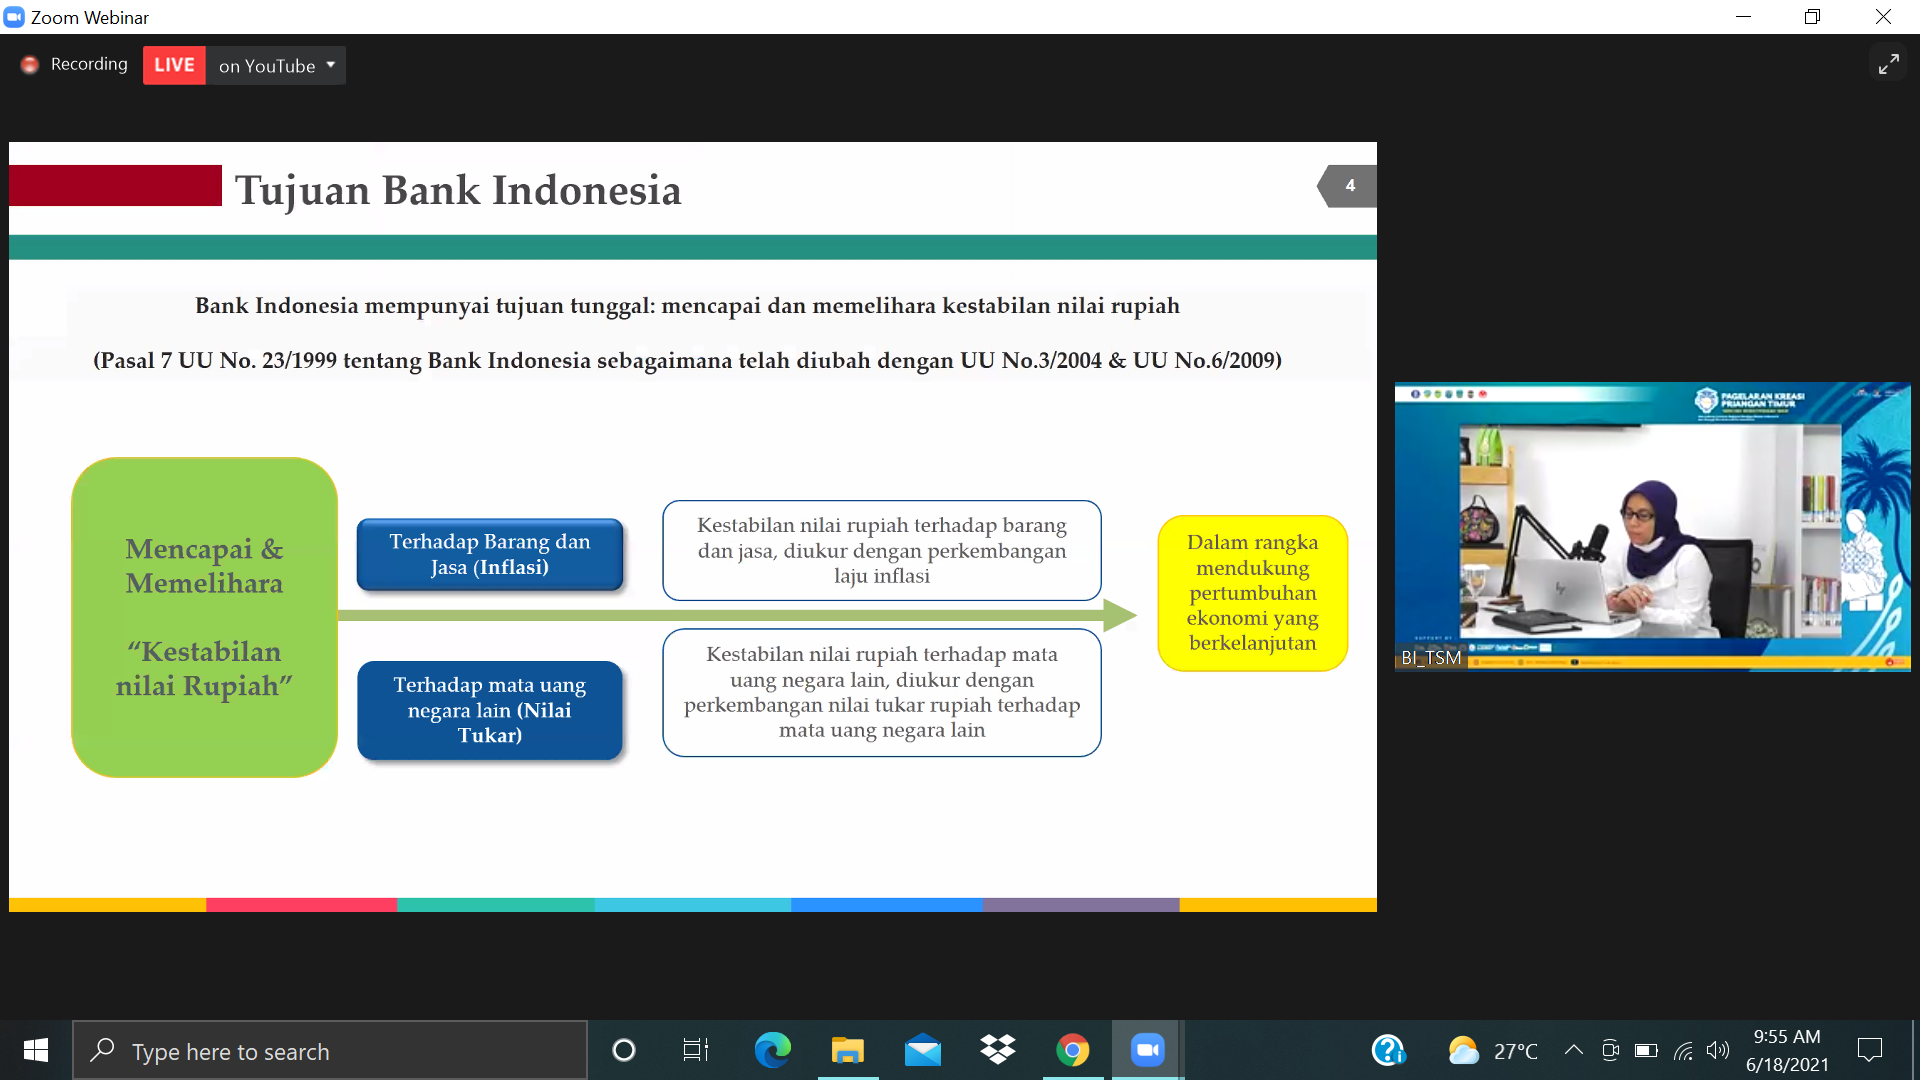 Zoom Webinar
Recording
LIVE
on YouTube
Tujuan Bank Indonesia
4
Bank Indonesia mempunyai tujuan tunggal: mencapai dan memelihara kestabilan nilai rupiah
(Pasal 7 UU No. 23/1999 tentang Bank Indonesia sebagaimana telah diubah dengan UU No.3/2004 & UU No.6/2009)
Mencapai &
Memelihara
“Kestabilan
nilai Rupiah”
Terhadap Barang dan
Jasa (Inflasi)
Terhadap mata uang
negara lain (Nilai
Tukar)
Kestabilan nilai rupiah terhadap barang
dan jasa, diukur dengan perkembangan
laju inflasi
Kestabilan nilai rupiah terhadap mata
uang negara lain, diukur dengan
perkembangan nilai tukar rupiah terhadap
mata uang negara lain
Dalam rangka
mendukung
pertumbuhan
ekonomi yang
berkelanjutan
PAGELARAN KREASI
PRIANGAN TIMUR
BI_TSM
Type here to search
27°C
9:55 AM
6/18/2021